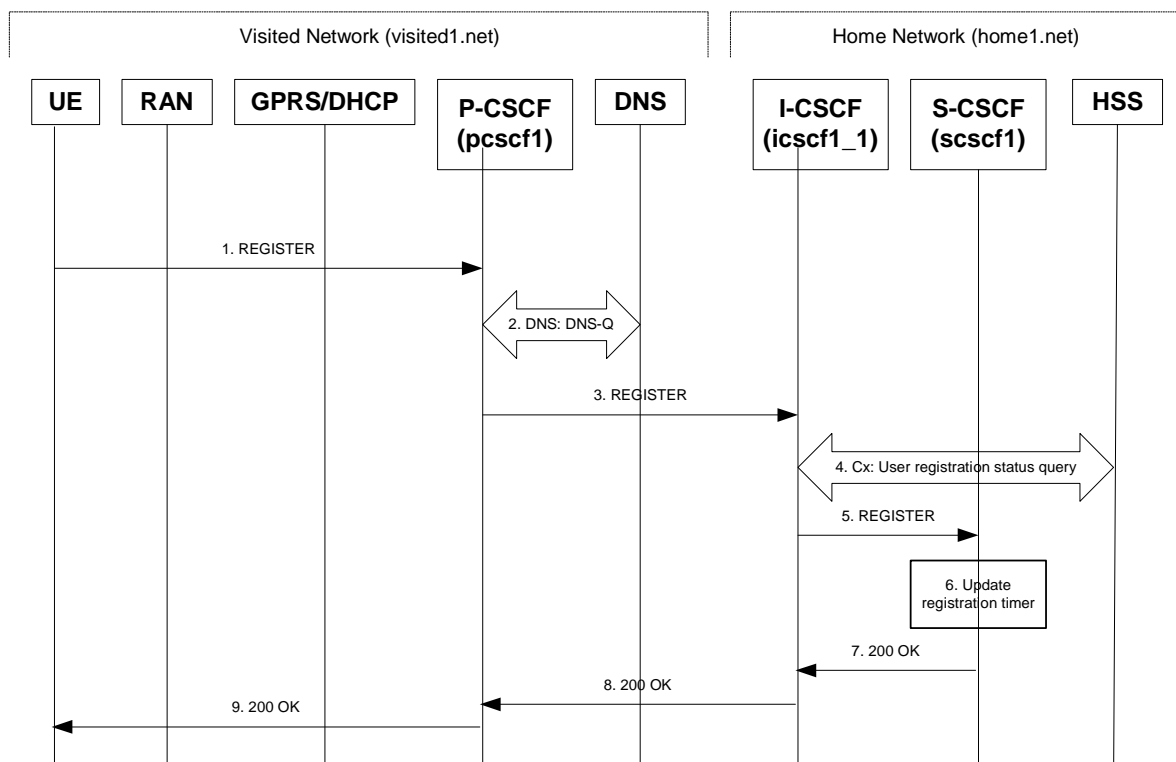 Visited Network (visited1.net)
Home Network (home1.net)
UE
RAN
GPRS/DHCP
P-CSCF
(pcscf1)
DNS
I-CSCF
(icscf1_1)
S-CSCF
(scscf1)
HSS
1. REGISTER
2. DNS: DNS-Q
3. REGISTER
4. Cx: User registration status query
5. REGISTER
6. Update
registration timer
7. 200 OK
8. 200 OK
9. 200 OK